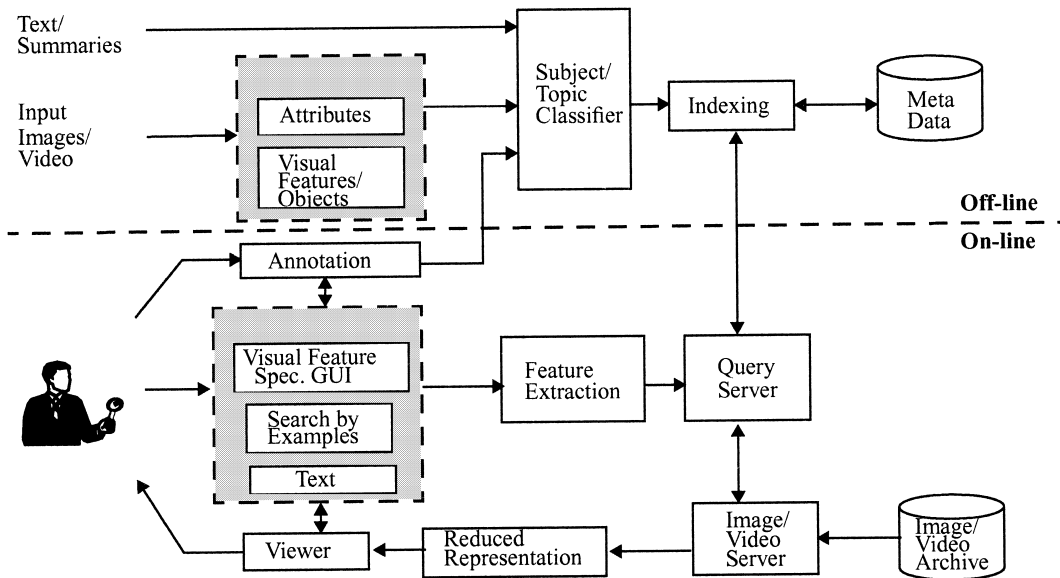 Text/
Summaries
Input
Images/
Video
Attributes
Visual
Features/
Objects
Subject/
Topic
Classifier
Indexing
Meta
Data
Off-line
On-line
Annotation
Visual Feature
Spec. GUI
Search by
Examples
Text
Feature
Extraction
Query
Server
Viewer
Reduced
Representation
Image/
Video
Server
Image/
Video
Archive